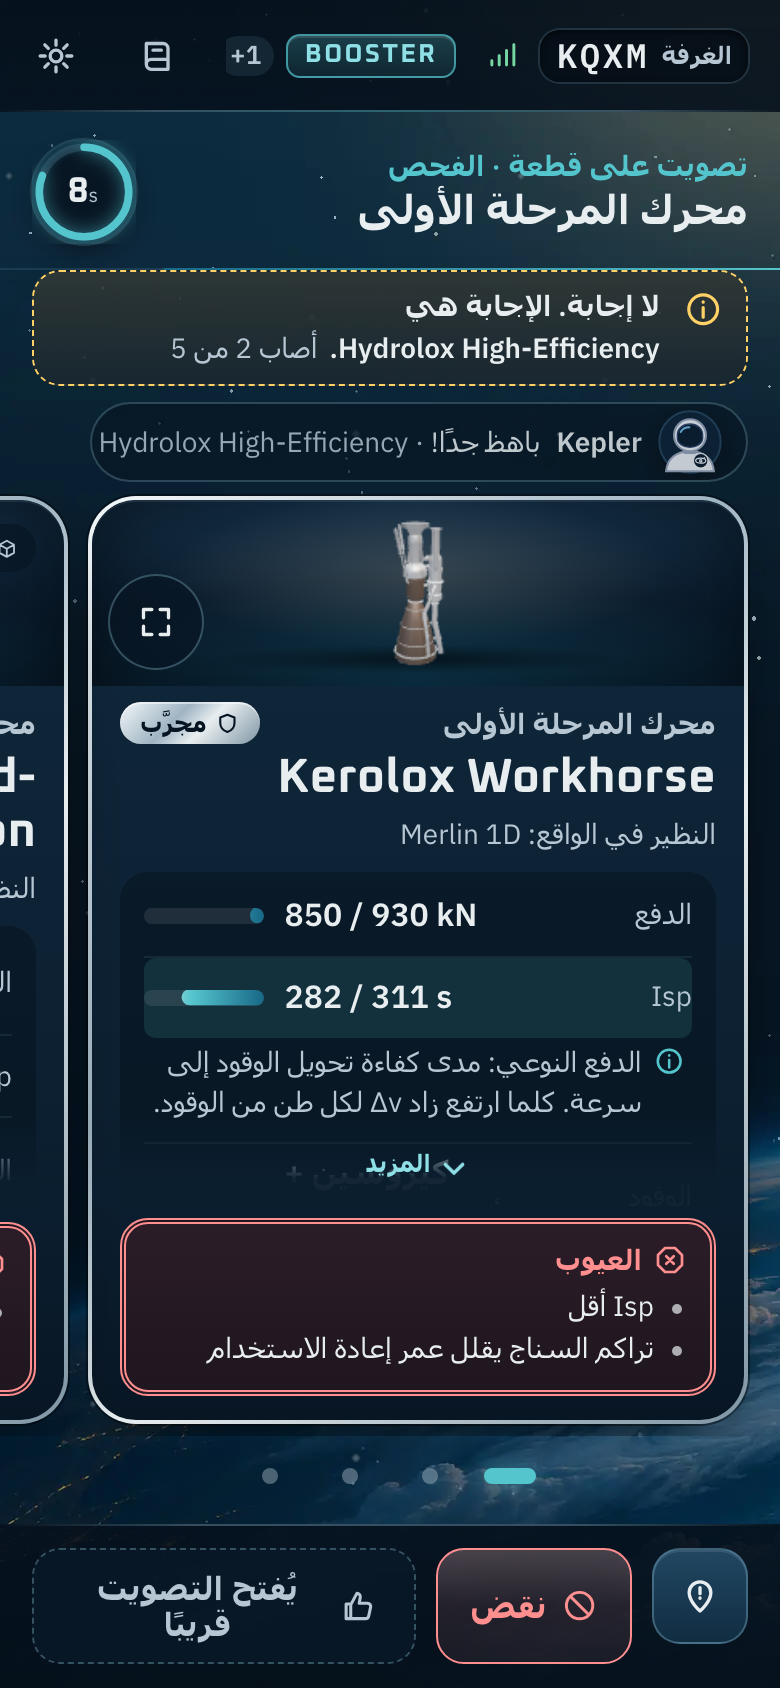 الغرفة KQXM
BOOSTER
+1
تصويت على قطعة · الفحص
محرك المرحلة الأولى
8s
لا إجابة. الإجابة هي
Hydrolox High-Efficiency. أصاب 2 من 5
Kepler باهظ جدًا! · Hydrolox High-Efficiency
محرك المرحلة الأولى
مجرَّب
Kerolox Workhorse
النظير في الواقع: Merlin 1D
الدفع 850 / 930 kN
Isp 282 / 311 s
الدفع النوعي: مدى كفاءة تحويل الوقود إلى
سرعة. كلما ارتفع زاد Δv لكل طن من الوقود.
الوقود كيروسين +
المزيد
العيوب
Isp أقل
تراكم السناج يقلل عمر إعادة الاستخدام
نقض
يُفتح التصويت
قريبًا